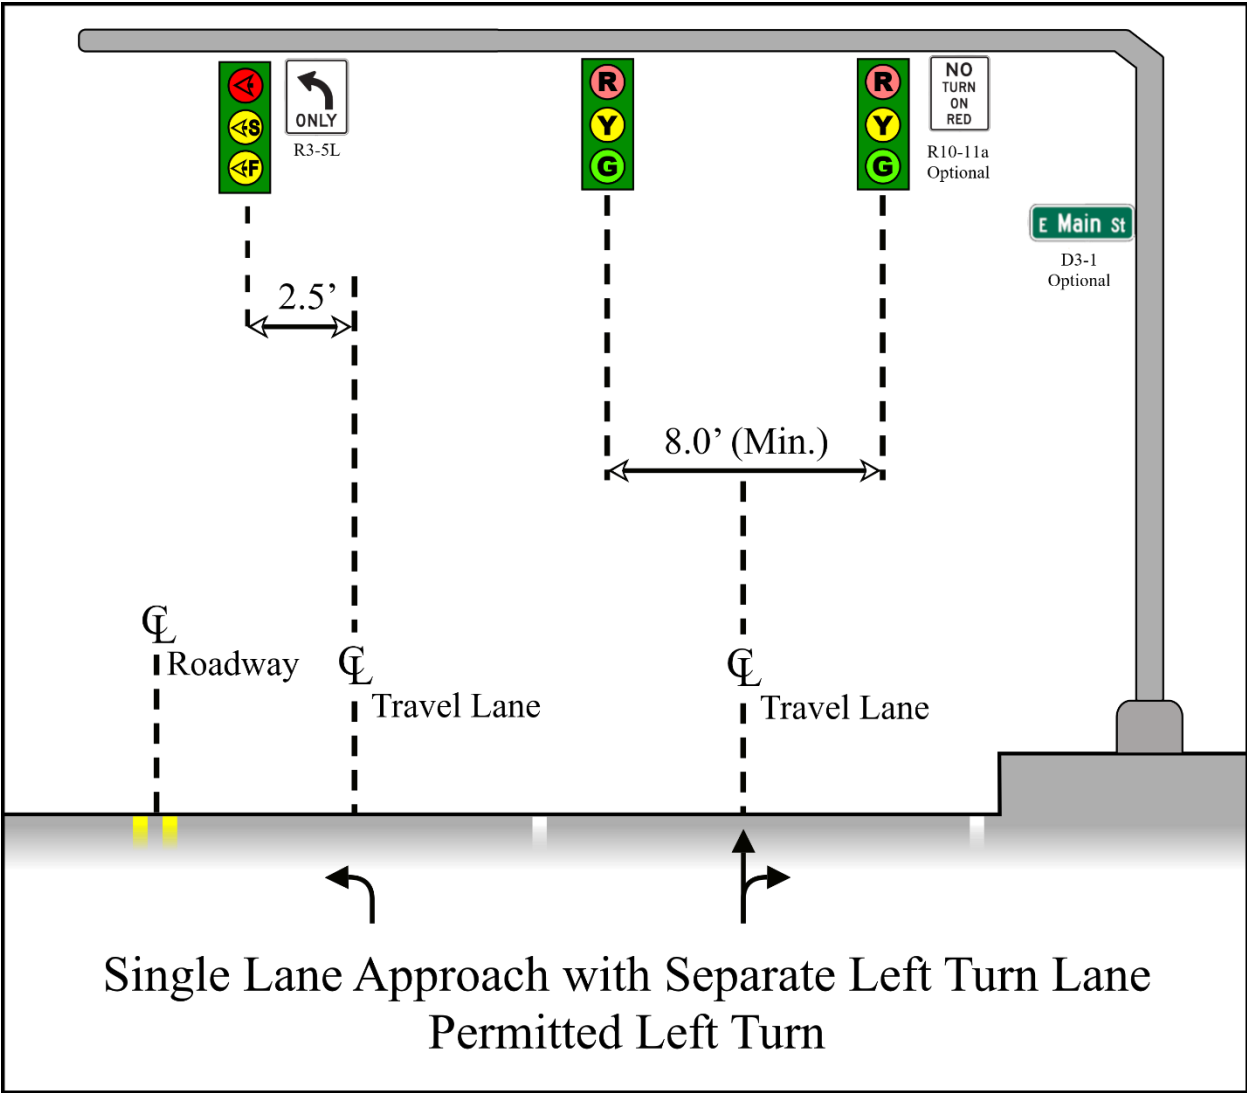 ONLY
R3-5L
S
F
R
Y
G
R
Y
G
NO
TURN
ON
RED
R10-11a
Optional
E Main St
D3-1
Optional
2.5’
8.0’ (Min.)
℄
Roadway
℄
Travel Lane
℄
Travel Lane
Single Lane Approach with Separate Left Turn Lane
Permitted Left Turn